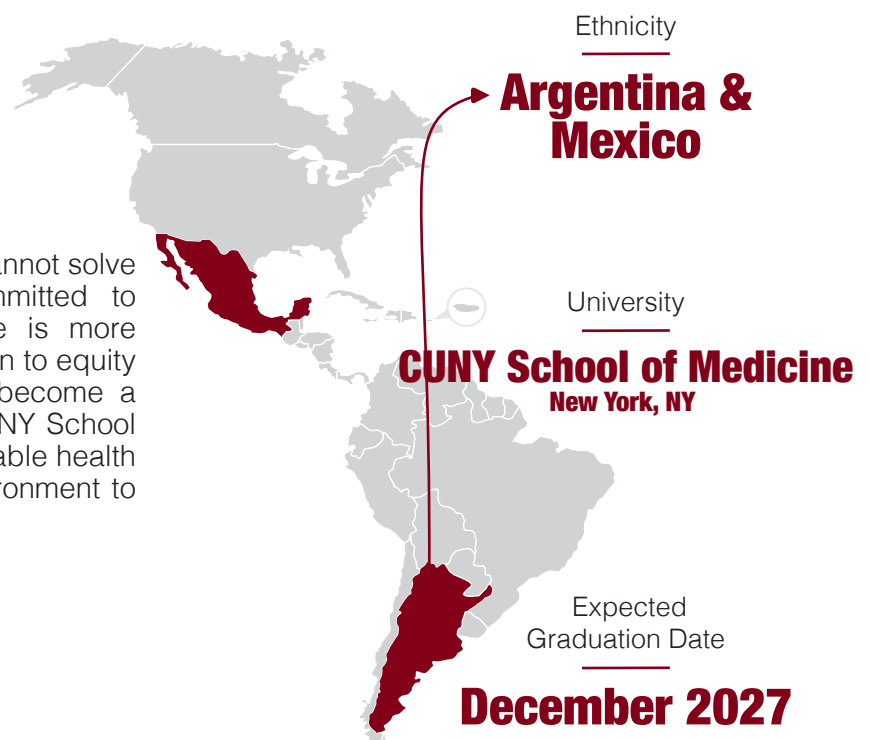 Ethnicity
Argentina &
Mexico
annot solve
mmitted to
e is more
n to equity
become a
NY School
able health
ronment to
University
CUNY School of Medicine
New York, NY
Expected
Graduation Date
December 2027